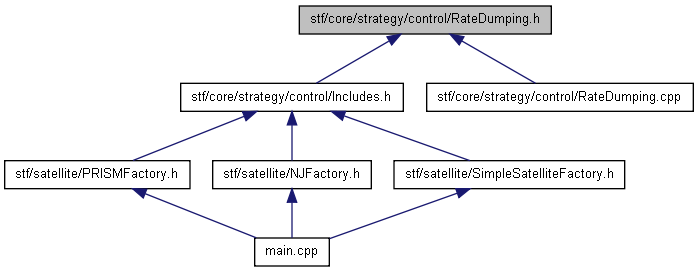 stf/core/strategy/control/RateDumping.h
stf/core/strategy/control/Includes.h
stf/core/strategy/control/RateDumping.cpp
stf/satellite/PRISMFactory.h
stf/satellite/NJFactory.h
stf/satellite/SimpleSatelliteFactory.h
main.cpp